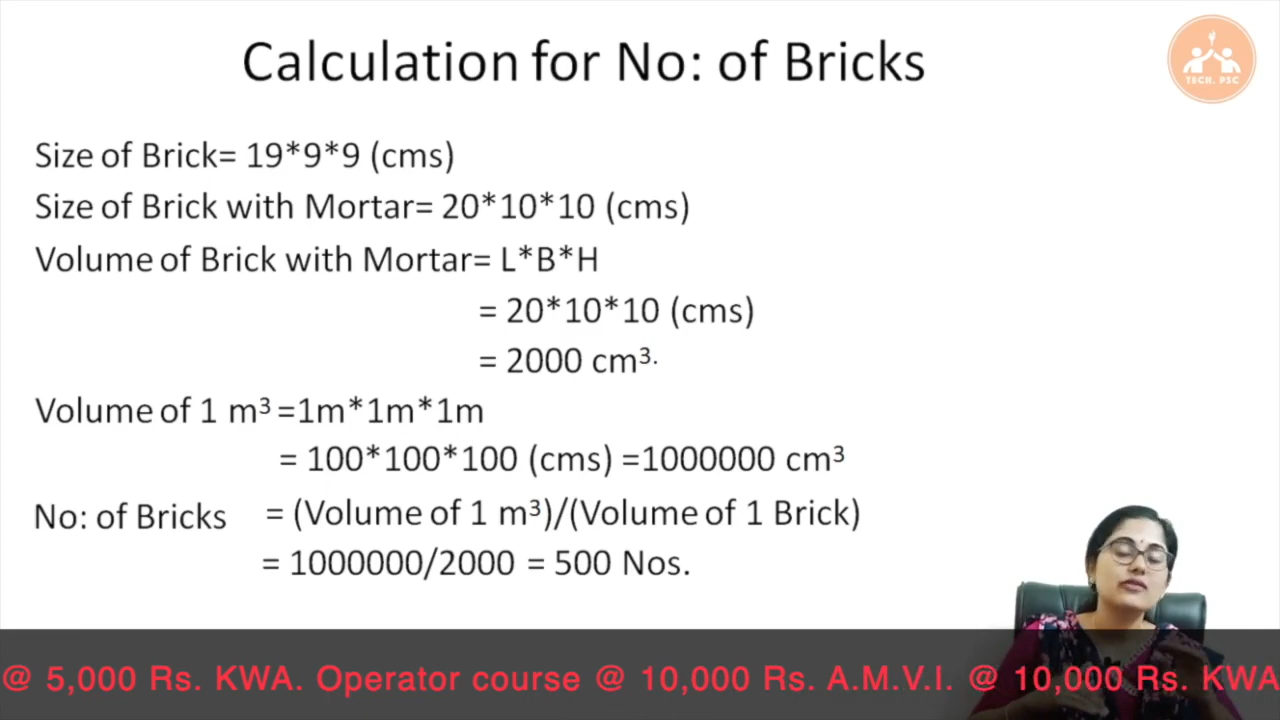 Calculation for No: of Bricks
TECH. PSC
Size of Brick= 19*9*9 (cms)
Size of Brick with Mortar= 20*10*10 (cms)
Volume of Brick with Mortar= L*B*H
= 20*10*10 (cms)
= 2000 cm³.
Volume of 1 m³ =1m*1m*1m
= 100*100*100 (cms) =1000000 cm³
No: of Bricks = (Volume of 1 m³)/(Volume of 1 Brick)
= 1000000/2000 = 500 Nos.
@ 5,000 Rs. KWA. Operator course @ 10,000 Rs. A.M.V.I. @ 10,000 Rs. KWA